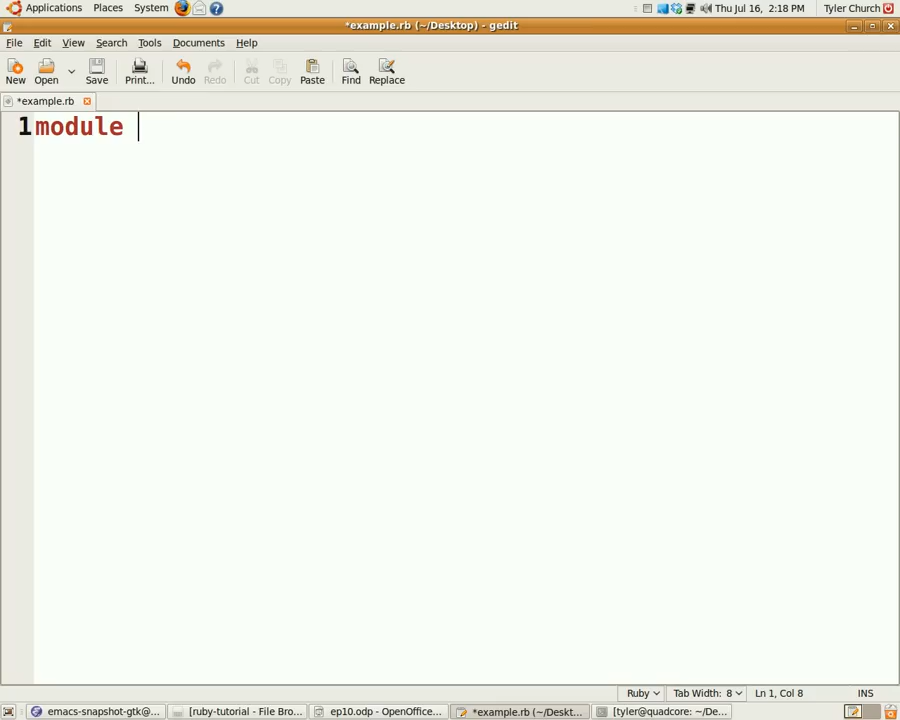 Applications Places System Thu Jul 16, 2:18 PM Tyler Church
*example.rb (~/Desktop) - gedit
File Edit View Search Tools Documents Help
New Open Save Print... Undo Redo Cut Copy Paste Find Replace
*example.rb
1 module
Ruby Tab Width: 8 Ln 1, Col 8 INS
emacs-snapshot-gtk@... [ruby-tutorial - File Bro... ep10.odp - OpenOffice... *example.rb (~/Deskt... [tyler@quadcore: ~/De...